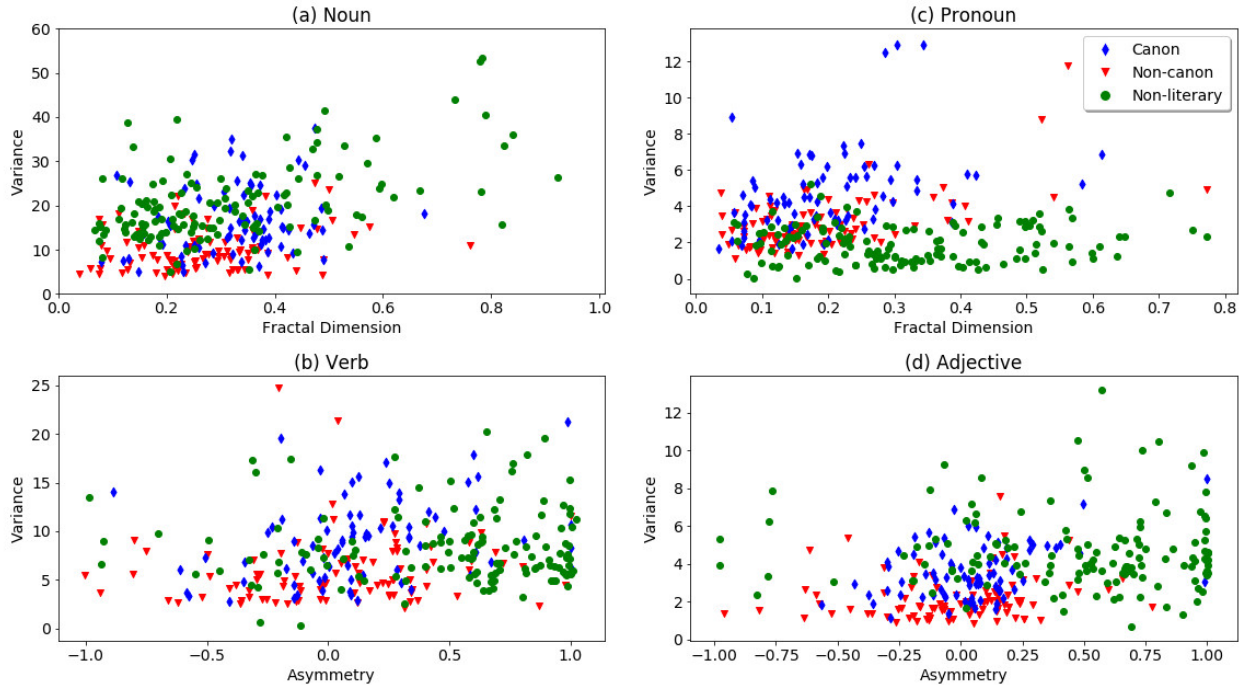 (a) Noun
60
50
40
30
20
10
0
Variance
0.0 0.2 0.4 0.6 0.8 1.0
Fractal Dimension
(c) Pronoun
12
10
8
6
4
2
0
Variance
Canon
Non-canon
Non-literary
0.0 0.1 0.2 0.3 0.4 0.5 0.6 0.7 0.8
Fractal Dimension
(b) Verb
25
20
15
10
5
0
Variance
−1.0 −0.5 0.0 0.5 1.0
Asymmetry
(d) Adjective
12
10
8
6
4
2
0
Variance
−1.00 −0.75 −0.50 −0.25 0.00 0.25 0.50 0.75 1.00
Asymmetry